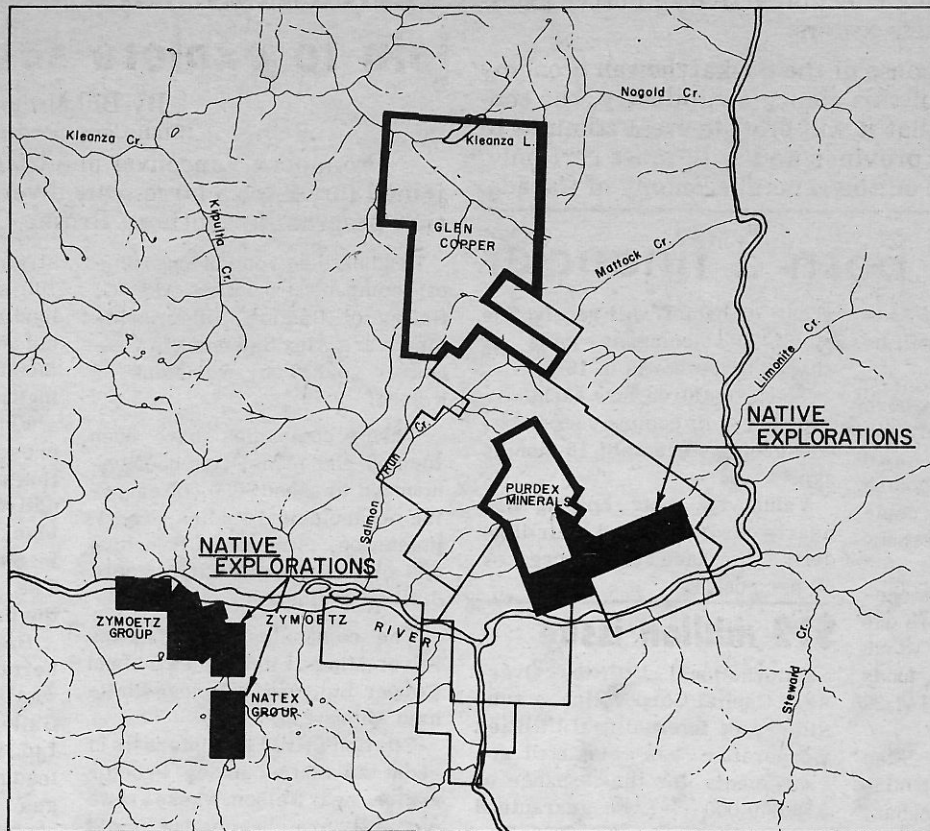 Nogold Cr.
Kleanza Cr.
Kleanza L.
Kipulta
Cr.
GLEN
COPPER
Mattock Cr.
Limonite Cr.
NATIVE
EXPLORATIONS
Salmon Run Cr.
PURDEX
MINERALS
NATIVE
EXPLORATIONS
ZYMOETZ
GROUP
ZYMOETZ
RIVER
NATEX
GROUP
Steward Cr.